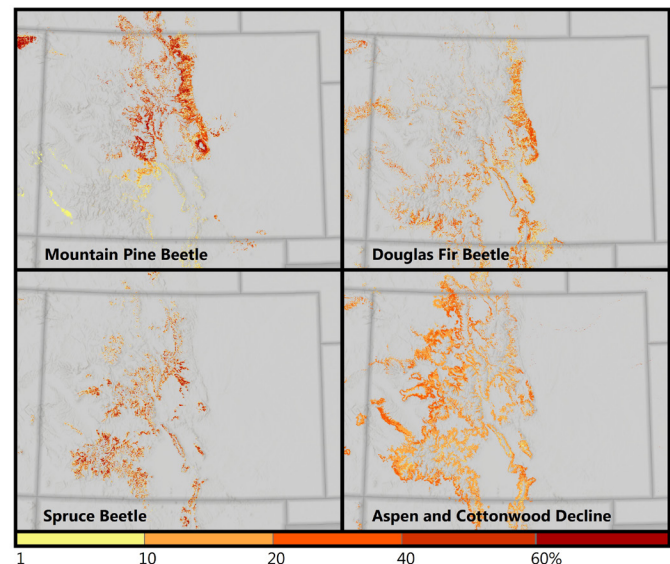 Mountain Pine Beetle
Douglas Fir Beetle
Spruce Beetle
Aspen and Cottonwood Decline
1 10 20 40 60%